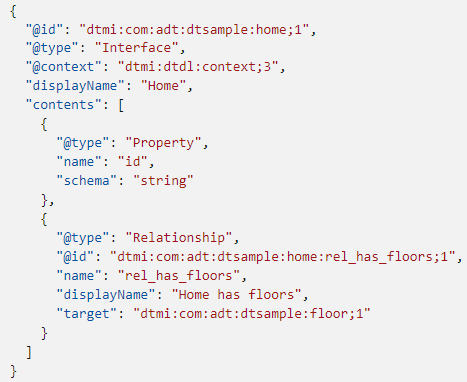 {
  "@id": "dtmi:com:adt:dtsample:home;1",
  "@type": "Interface",
  "@context": "dtmi:dtdl:context;3",
  "displayName": "Home",
  "contents": [
    {
      "@type": "Property",
      "name": "id",
      "schema": "string"
    },
    {
      "@type": "Relationship",
      "@id": "dtmi:com:adt:dtsample:home:rel_has_floors;1",
      "name": "rel_has_floors",
      "displayName": "Home has floors",
      "target": "dtmi:com:adt:dtsample:floor;1"
    }
  ]
}